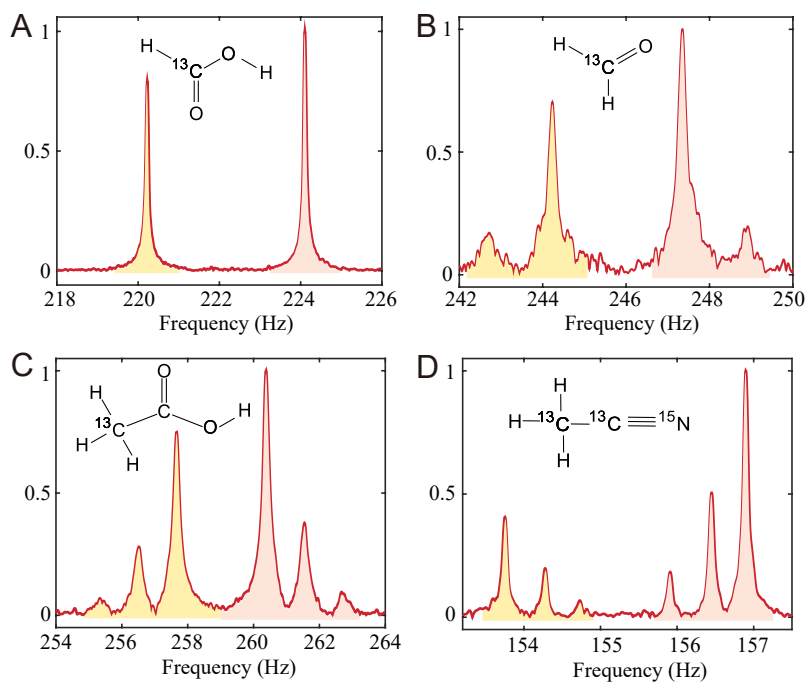 A
1
0.5
0
H
13C
O
H
O
218 220 222 224 226
Frequency (Hz)
B
1
0.5
0
H
13C
O
H
242 244 246 248 250
Frequency (Hz)
C
1
0.5
0
O
H
13C
C
H
H
O
H
254 256 258 260 262 264
Frequency (Hz)
D
1
0.5
0
H
H 13C 13C 15N
H
154 155 156 157
Frequency (Hz)